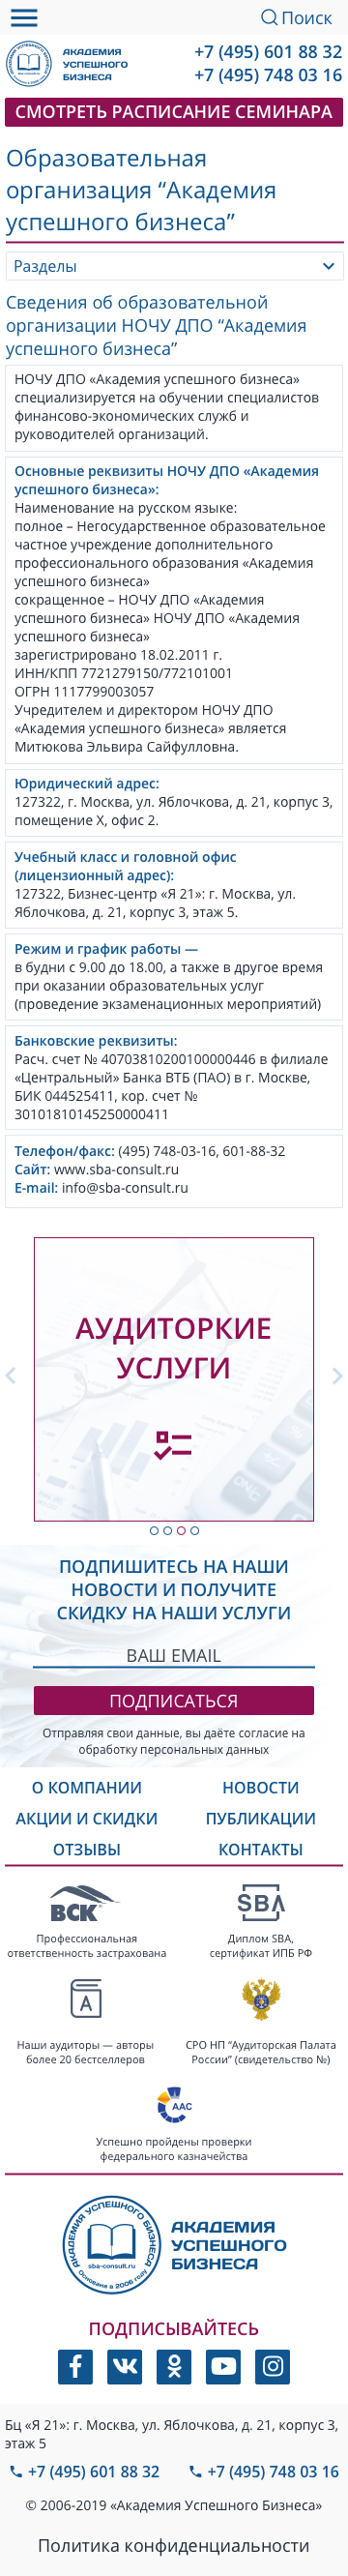 Поиск
АКАДЕМИЯ
УСПЕШНОГО
БИЗНЕСА
+7 (495) 601 88 32
+7 (495) 748 03 16
СМОТРЕТЬ РАСПИСАНИЕ СЕМИНАРА
Образовательная
организация “Академия
успешного бизнеса”
Разделы
Сведения об образовательной
организации НОЧУ ДПО “Академия
успешного бизнеса”
НОЧУ ДПО «Академия успешного бизнеса»
специализируется на обучении специалистов
финансово-экономических служб и
руководителей организаций.
Основные реквизиты НОЧУ ДПО «Академия
успешного бизнеса»:
Наименование на русском языке:
полное – Негосударственное образовательное
частное учреждение дополнительного
профессионального образования «Академия
успешного бизнеса»
сокращенное – НОЧУ ДПО «Академия
успешного бизнеса» НОЧУ ДПО «Академия
успешного бизнеса»
зарегистрировано 18.02.2011 г.
ИНН/КПП 7721279150/772101001
ОГРН 1117799003057
Учредителем и директором НОЧУ ДПО
«Академия успешного бизнеса» является
Митюкова Эльвира Сайфулловна.
Юридический адрес:
127322, г. Москва, ул. Яблочкова, д. 21, корпус 3,
помещение X, офис 2.
Учебный класс и головной офис
(лицензионный адрес):
127322, Бизнес-центр «Я 21»: г. Москва, ул.
Яблочкова, д. 21, корпус 3, этаж 5.
Режим и график работы —
в будни с 9.00 до 18.00, а также в другое время
при оказании образовательных услуг
(проведение экзаменационных мероприятий)
Банковские реквизиты:
Расч. счет № 40703810200100000446 в филиале
«Центральный» Банка ВТБ (ПАО) в г. Москве,
БИК 044525411, кор. счет №
30101810145250000411
Телефон/факс: (495) 748-03-16, 601-88-32
Сайт: www.sba-consult.ru
E-mail: info@sba-consult.ru
АУДИТОРКИЕ
УСЛУГИ
ПОДПИШИТЕСЬ НА НАШИ
НОВОСТИ И ПОЛУЧИТЕ
СКИДКУ НА НАШИ УСЛУГИ
ВАШ EMAIL
ПОДПИСАТЬСЯ
Отправляя свои данные, вы даёте согласие на
обработку персональных данных
О КОМПАНИИ
НОВОСТИ
АКЦИИ И СКИДКИ
ПУБЛИКАЦИИ
ОТЗЫВЫ
КОНТАКТЫ
ВСК
SBA
Профессиональная
ответственность застрахована
Диплом SBA,
сертификат ИПБ РФ
A
Наши аудиторы — авторы
более 20 бестселлеров
СРО НП “Аудиторская Палата
России” (свидетельство №)
ААС
Успешно пройдены проверки
федерального казначейства
АКАДЕМИЯ УСПЕШНОГО БИЗНЕСА
sba-consult.ru
Основана в 2006 году
АКАДЕМИЯ
УСПЕШНОГО
БИЗНЕСА
ПОДПИСЫВАЙТЕСЬ
Бц «Я 21»: г. Москва, ул. Яблочкова, д. 21, корпус 3,
этаж 5
+7 (495) 601 88 32
+7 (495) 748 03 16
© 2006-2019 «Академия Успешного Бизнеса»
Политика конфиденциальности